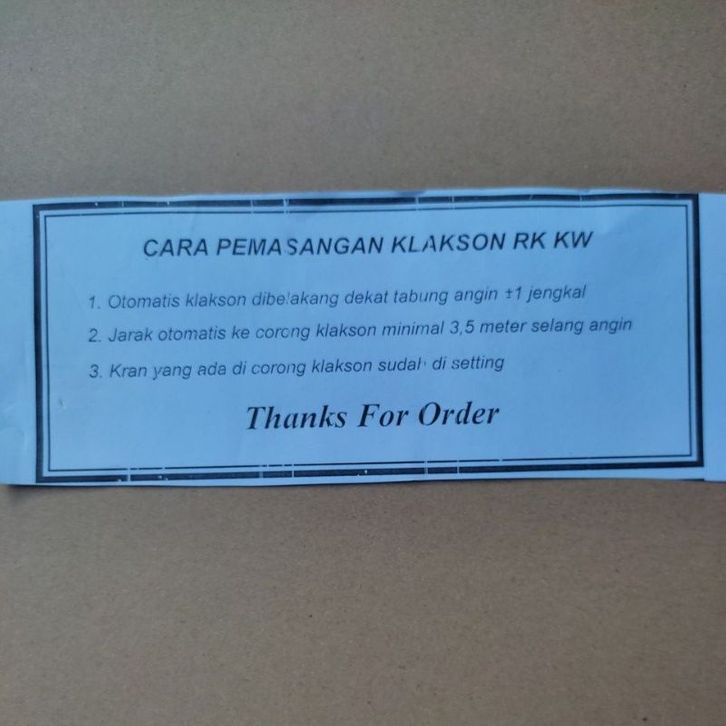 CARA PEMASANGAN KLAKSON RK KW
1. Otomatis klakson dibelakang dekat tabung angin ±1 jengkal
2. Jarak otomatis ke corong klakson minimal 3,5 meter selang angin
3. Kran yang ada di corong klakson sudah di setting
Thanks For Order